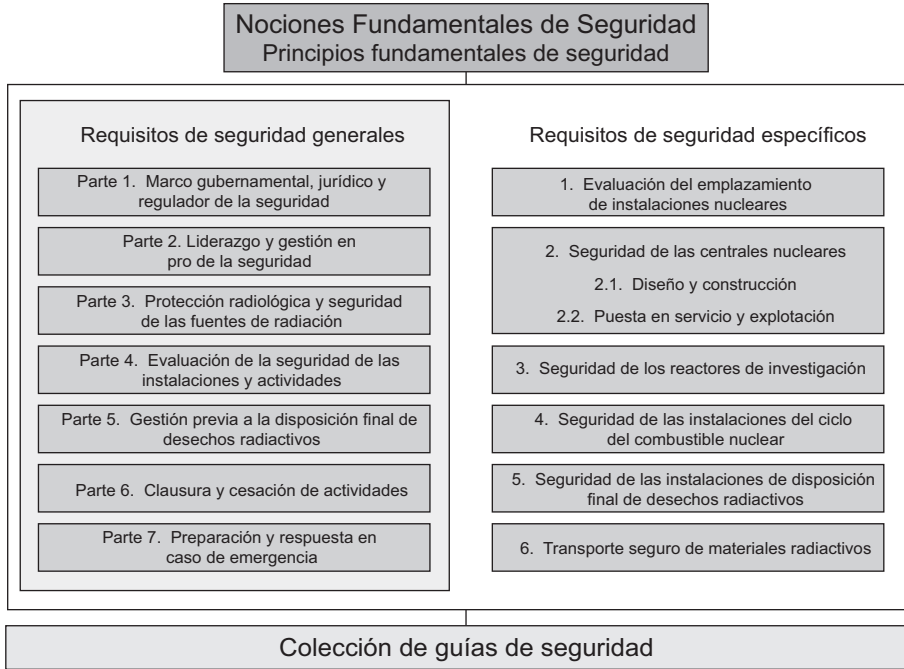 Nociones Fundamentales de Seguridad
Principios fundamentales de seguridad
Requisitos de seguridad generales
Parte 1. Marco gubernamental, jurídico y
regulador de la seguridad
Parte 2. Liderazgo y gestión en
pro de la seguridad
Parte 3. Protección radiológica y seguridad
de las fuentes de radiación
Parte 4. Evaluación de la seguridad de las
instalaciones y actividades
Parte 5. Gestión previa a la disposición final de
desechos radiactivos
Parte 6. Clausura y cesación de actividades
Parte 7. Preparación y respuesta en
caso de emergencia
Requisitos de seguridad específicos
1. Evaluación del emplazamiento
de instalaciones nucleares
2. Seguridad de las centrales nucleares
2.1. Diseño y construcción
2.2. Puesta en servicio y explotación
3. Seguridad de los reactores de investigación
4. Seguridad de las instalaciones del ciclo
del combustible nuclear
5. Seguridad de las instalaciones de disposición
final de desechos radiactivos
6. Transporte seguro de materiales radiactivos
Colección de guías de seguridad